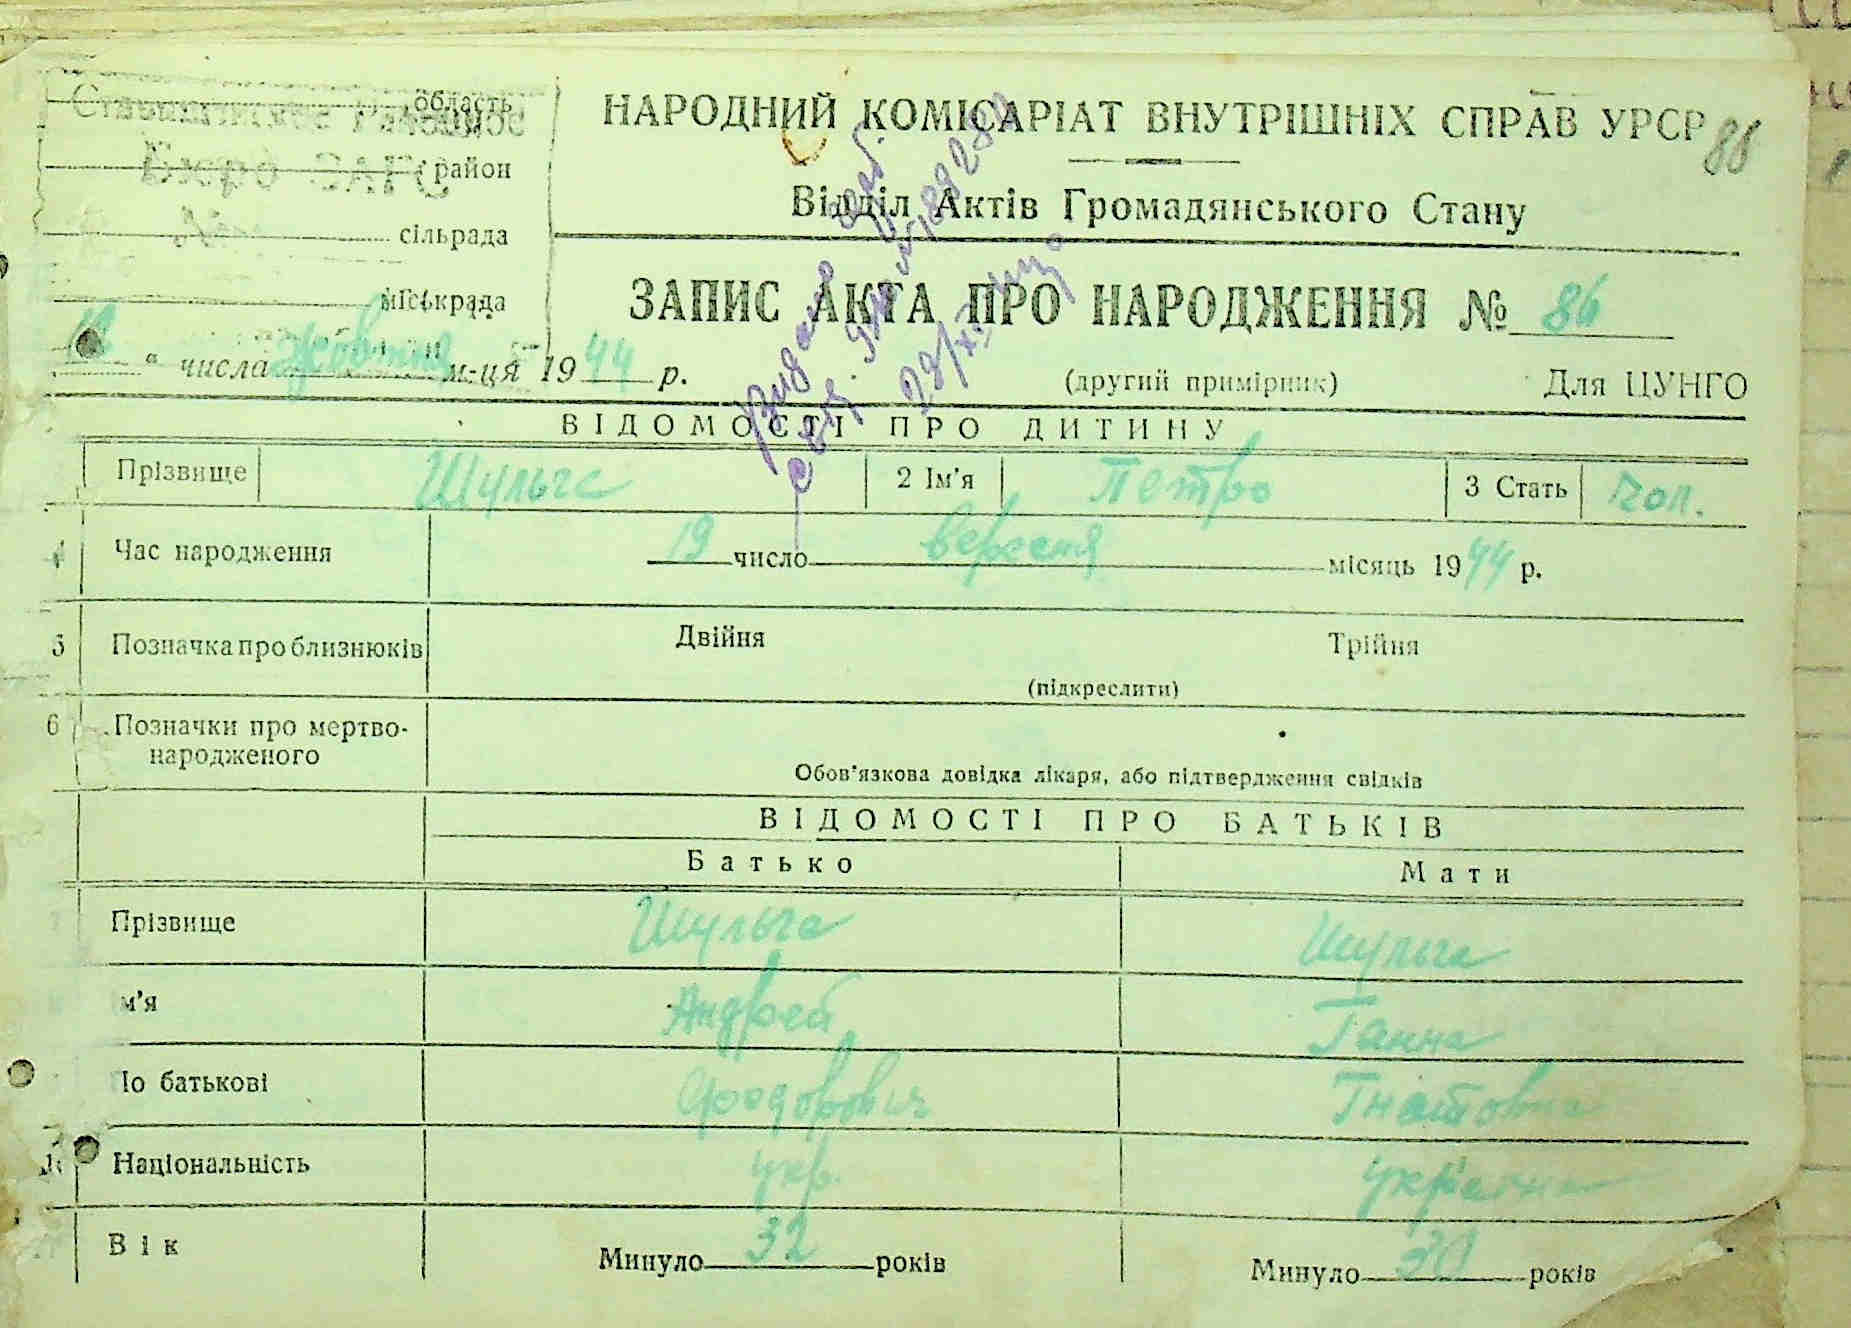 область
район
сільрада
міськрада
НАРОДНИЙ КОМІСАРІАТ ВНУТРІШНІХ СПРАВ УРСР
86
Відділ Актів Громадянського Стану
ЗАПИС АКТА ПРО НАРОДЖЕННЯ № 86
" числа жовтня м-ця 1944 р.
(другий примірник) Для ЦУНГО
ВІДОМОСТІ ПРО ДИТИНУ
Прізвище Шульга 2 Ім'я Петро 3 Стать чол.
4 Час народження 19 число вересня місяць 1944 р.
5 Позначка про близнюків Двійня Трійня
(підкреслити)
6 Позначки про мертво-
народженого
Обов'язкова довідка лікаря, або підтвердження свідків
ВІДОМОСТІ ПРО БАТЬКІВ
Батько Мати
Прізвище Шульга Шульга
м'я Андрей Ганна
По батькові Феодорович Гнатовна
Національність укр.
Вік Минуло 32 років Минуло 30 років